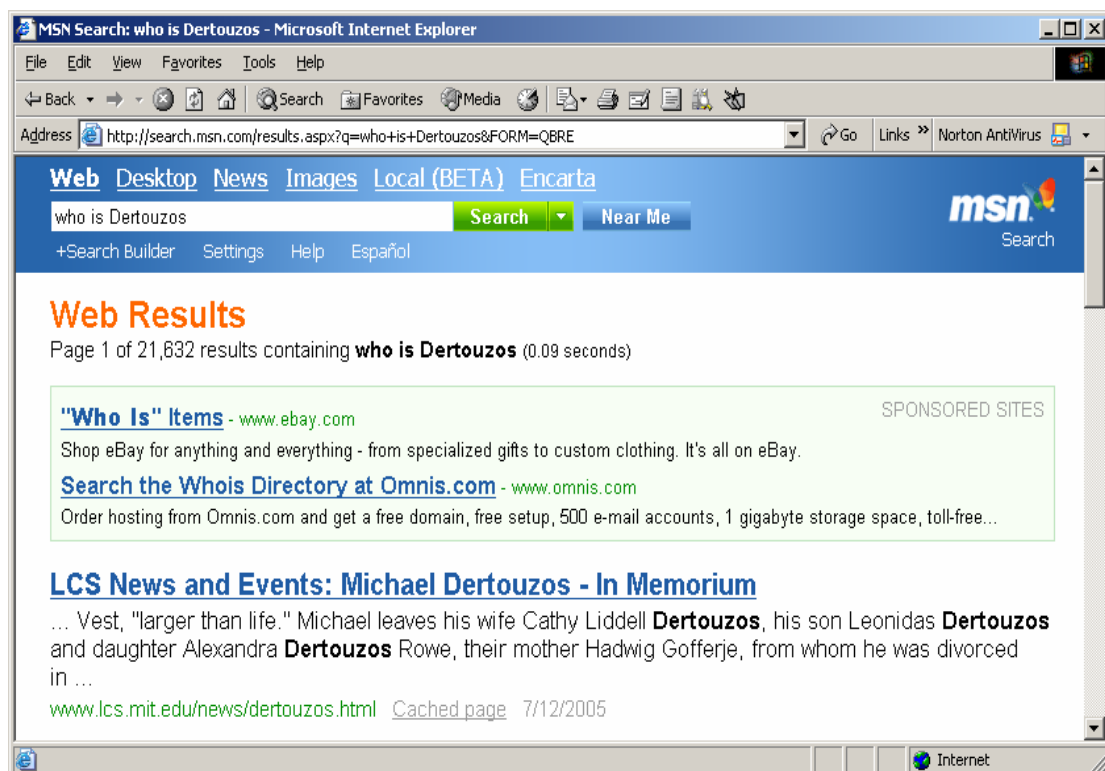 MSN Search: who is Dertouzos - Microsoft Internet Explorer
File Edit View Favorites Tools Help
Back Search Favorites Media
Address http://search.msn.com/results.aspx?q=who+is+Dertouzos&FORM=QBRE Go Links » Norton AntiVirus
Web Desktop News Images Local (BETA) Encarta
who is Dertouzos Search Near Me
msn Search
+Search Builder Settings Help Español
Web Results
Page 1 of 21,632 results containing who is Dertouzos (0.09 seconds)
"Who Is" Items - www.ebay.com SPONSORED SITES
Shop eBay for anything and everything - from specialized gifts to custom clothing. It's all on eBay.
Search the Whois Directory at Omnis.com - www.omnis.com
Order hosting from Omnis.com and get a free domain, free setup, 500 e-mail accounts, 1 gigabyte storage space, toll-free...
LCS News and Events: Michael Dertouzos - In Memorium
... Vest, "larger than life." Michael leaves his wife Cathy Liddell Dertouzos, his son Leonidas Dertouzos
and daughter Alexandra Dertouzos Rowe, their mother Hadwig Gofferje, from whom he was divorced
in ...
www.lcs.mit.edu/news/dertouzos.html Cached page 7/12/2005
Internet